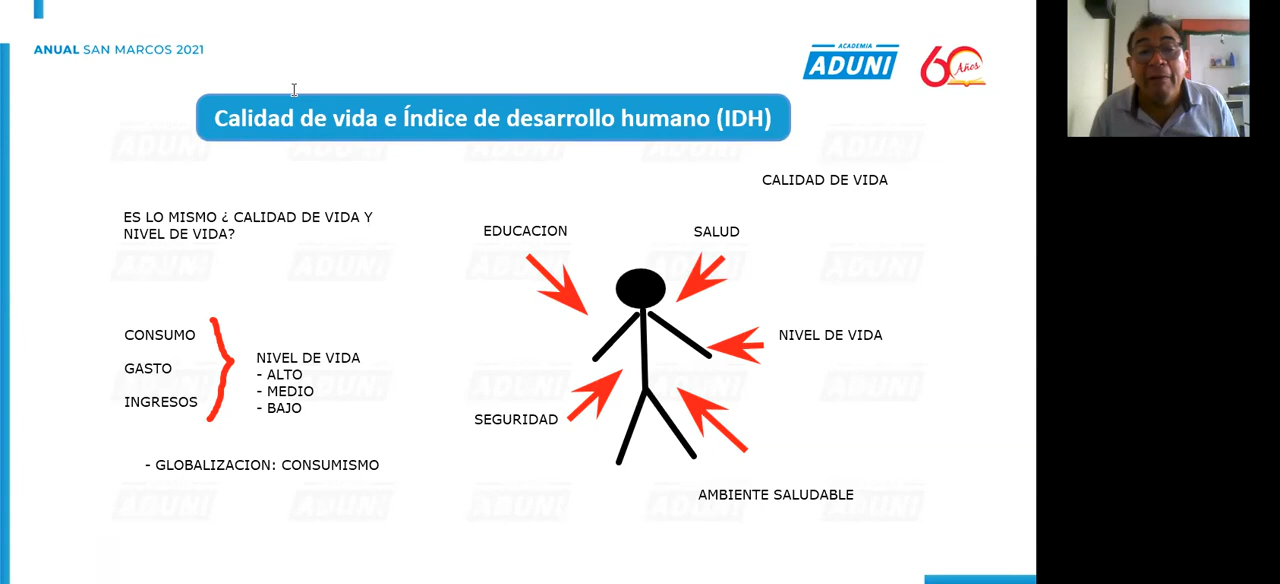 ANUAL SAN MARCOS 2021
ACADEMIA
ADUNI
60 Años
Calidad de vida e Índice de desarrollo humano (IDH)
CALIDAD DE VIDA
ES LO MISMO ¿ CALIDAD DE VIDA Y
NIVEL DE VIDA?
EDUCACION
SALUD
CONSUMO
GASTO
INGRESOS
NIVEL DE VIDA
- ALTO
- MEDIO
- BAJO
NIVEL DE VIDA
SEGURIDAD
- GLOBALIZACION: CONSUMISMO
AMBIENTE SALUDABLE